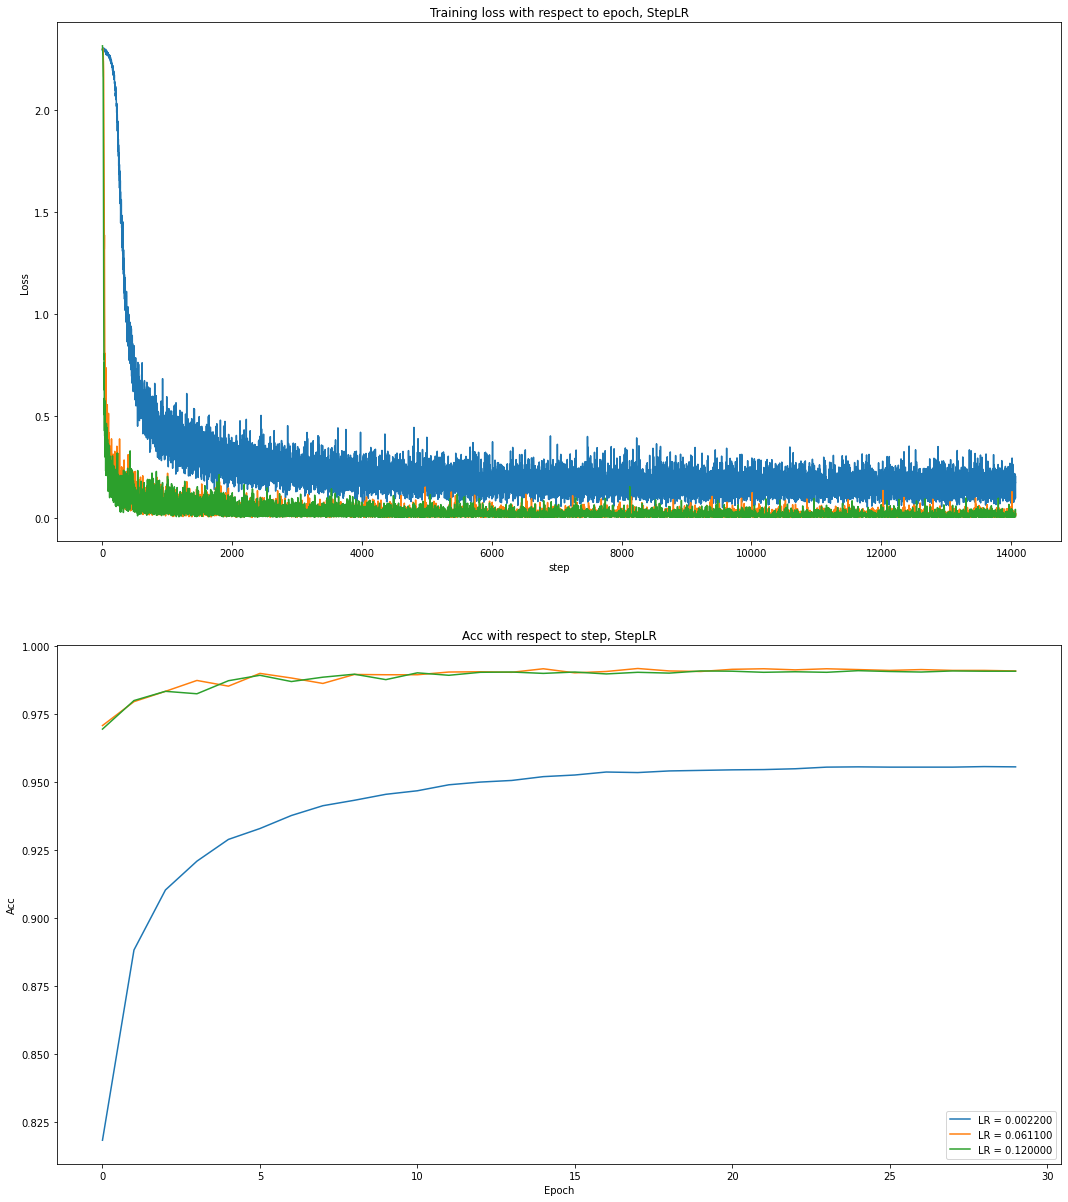 Training loss with respect to epoch, StepLR
2.0
1.5
1.0
0.5
0.0
Loss
0 2000 4000 6000 8000 10000 12000 14000
step
Acc with respect to step, StepLR
1.000
0.975
0.950
0.925
0.900
0.875
0.850
0.825
Acc
LR = 0.002200
LR = 0.061100
LR = 0.120000
0 5 10 15 20 25 30
Epoch